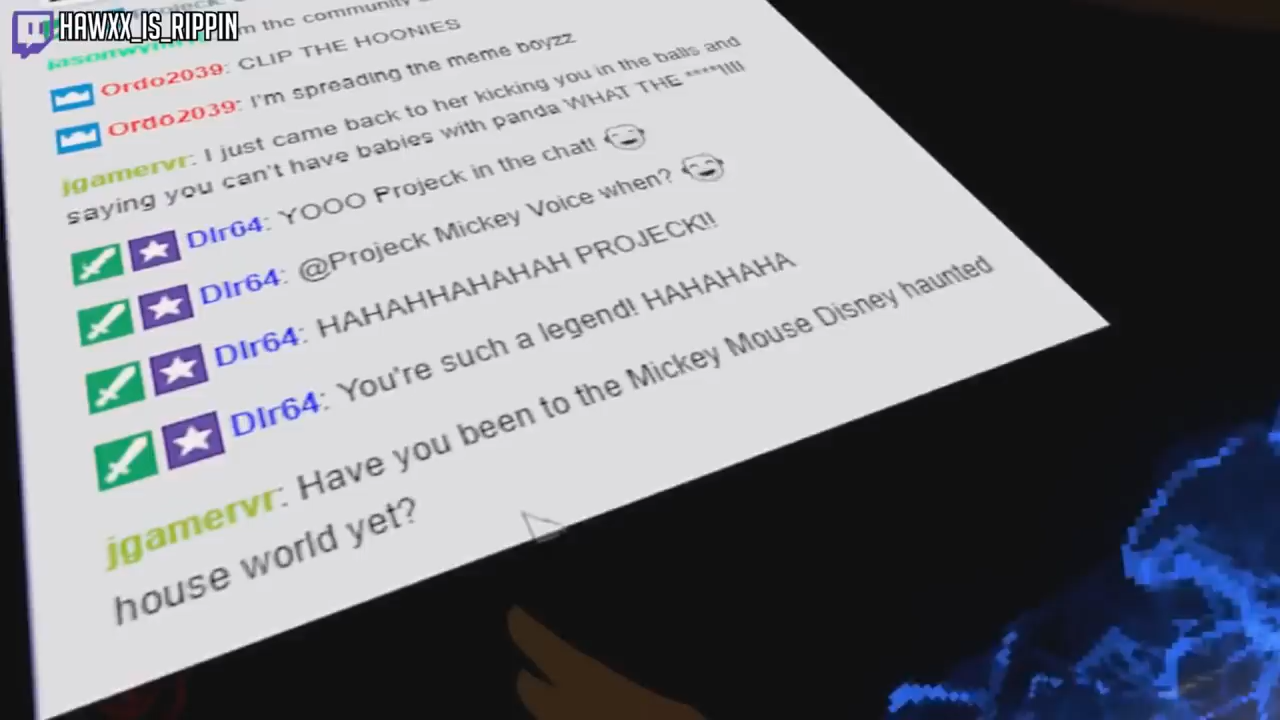 HAWXX_IS_RIPPIN
the community
Ordo2039: CLIP THE HOONIES
Ordo2039: I'm spreading the meme boyzz
jgamervr: I just came back to her kicking you in the balls and
saying you can't have babies with panda WHAT THE ****!!!!
Dlr64: YOOO Projeck in the chat! 😂
Dlr64: @Projeck Mickey Voice when? 😂
Dlr64: HAHAHHAHAHAH PROJECK!!
Dlr64: You're such a legend! HAHAHAHA
jgamervr: Have you been to the Mickey Mouse Disney haunted
house world yet?